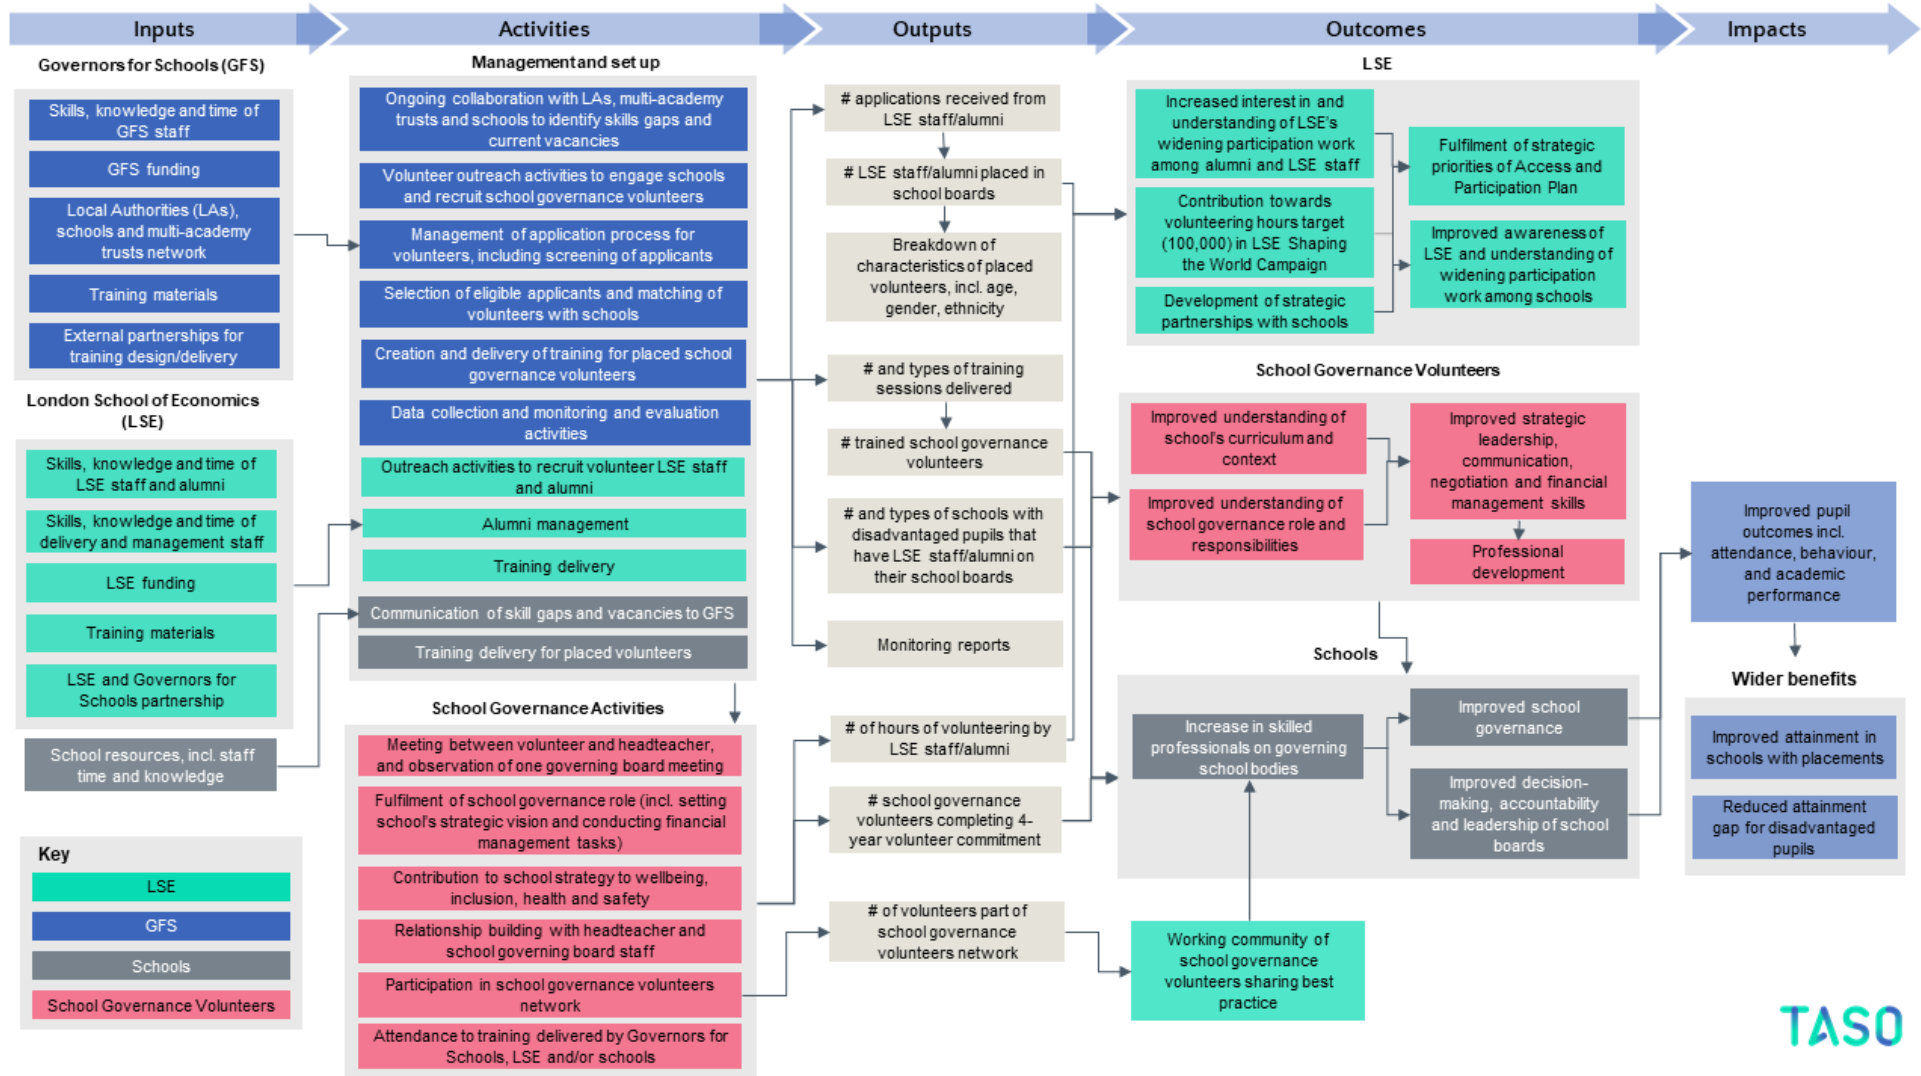 Inputs
Activities
Outputs
Outcomes
Impacts
Governors for Schools (GFS)
Skills, knowledge and time of
GFS staff
GFS funding
Local Authorities (LAs),
schools and multi-academy
trusts network
Training materials
External partnerships for
training design/delivery
London School of Economics
(LSE)
Skills, knowledge and time of
LSE staff and alumni
Skills, knowledge and time of
delivery and management staff
LSE funding
Training materials
LSE and Governors for
Schools partnership
School resources, incl. staff
time and knowledge
Key
LSE
GFS
Schools
School Governance Volunteers
Management and set up
Ongoing collaboration with LAs, multi-academy
trusts and schools to identify skills gaps and
current vacancies
Volunteer outreach activities to engage schools
and recruit school governance volunteers
Management of application process for
volunteers, including screening of applicants
Selection of eligible applicants and matching of
volunteers with schools
Creation and delivery of training for placed school
governance volunteers
Data collection and monitoring and evaluation
activities
Outreach activities to recruit volunteer LSE staff
and alumni
Alumni management
Training delivery
Communication of skill gaps and vacancies to GFS
Training delivery for placed volunteers
School Governance Activities
Meeting between volunteer and headteacher,
and observation of one governing board meeting
Fulfilment of school governance role (incl. setting
school's strategic vision and conducting financial
management tasks)
Contribution to school strategy to wellbeing,
inclusion, health and safety
Relationship building with headteacher and
school governing board staff
Participation in school governance volunteers
network
Attendance to training delivered by Governors for
Schools, LSE and/or schools
# applications received from
LSE staff/alumni
# LSE staff/alumni placed in
school boards
Breakdown of
characteristics of placed
volunteers, incl. age,
gender, ethnicity
# and types of training
sessions delivered
# trained school governance
volunteers
# and types of schools with
disadvantaged pupils that
have LSE staff/alumni on
their school boards
Monitoring reports
# of hours of volunteering by
LSE staff/alumni
# school governance
volunteers completing 4-
year volunteer commitment
# of volunteers part of
school governance
volunteers network
LSE
Increased interest in and
understanding of LSE's
widening participation work
among alumni and LSE staff
Contribution towards
volunteering hours target
(100,000) in LSE Shaping
the World Campaign
Development of strategic
partnerships with schools
Fulfilment of strategic
priorities of Access and
Participation Plan
Improved awareness of
LSE and understanding of
widening participation
work among schools
School Governance Volunteers
Improved understanding of
school's curriculum and
context
Improved understanding of
school governance role and
responsibilities
Improved strategic
leadership,
communication,
negotiation and financial
management skills
Professional
development
Schools
Increase in skilled
professionals on governing
school bodies
Improved school
governance
Improved decision-
making, accountability
and leadership of school
boards
Working community of
school governance
volunteers sharing best
practice
Improved pupil
outcomes incl.
attendance, behaviour,
and academic
performance
Wider benefits
Improved attainment in
schools with placements
Reduced attainment
gap for disadvantaged
pupils
TASO